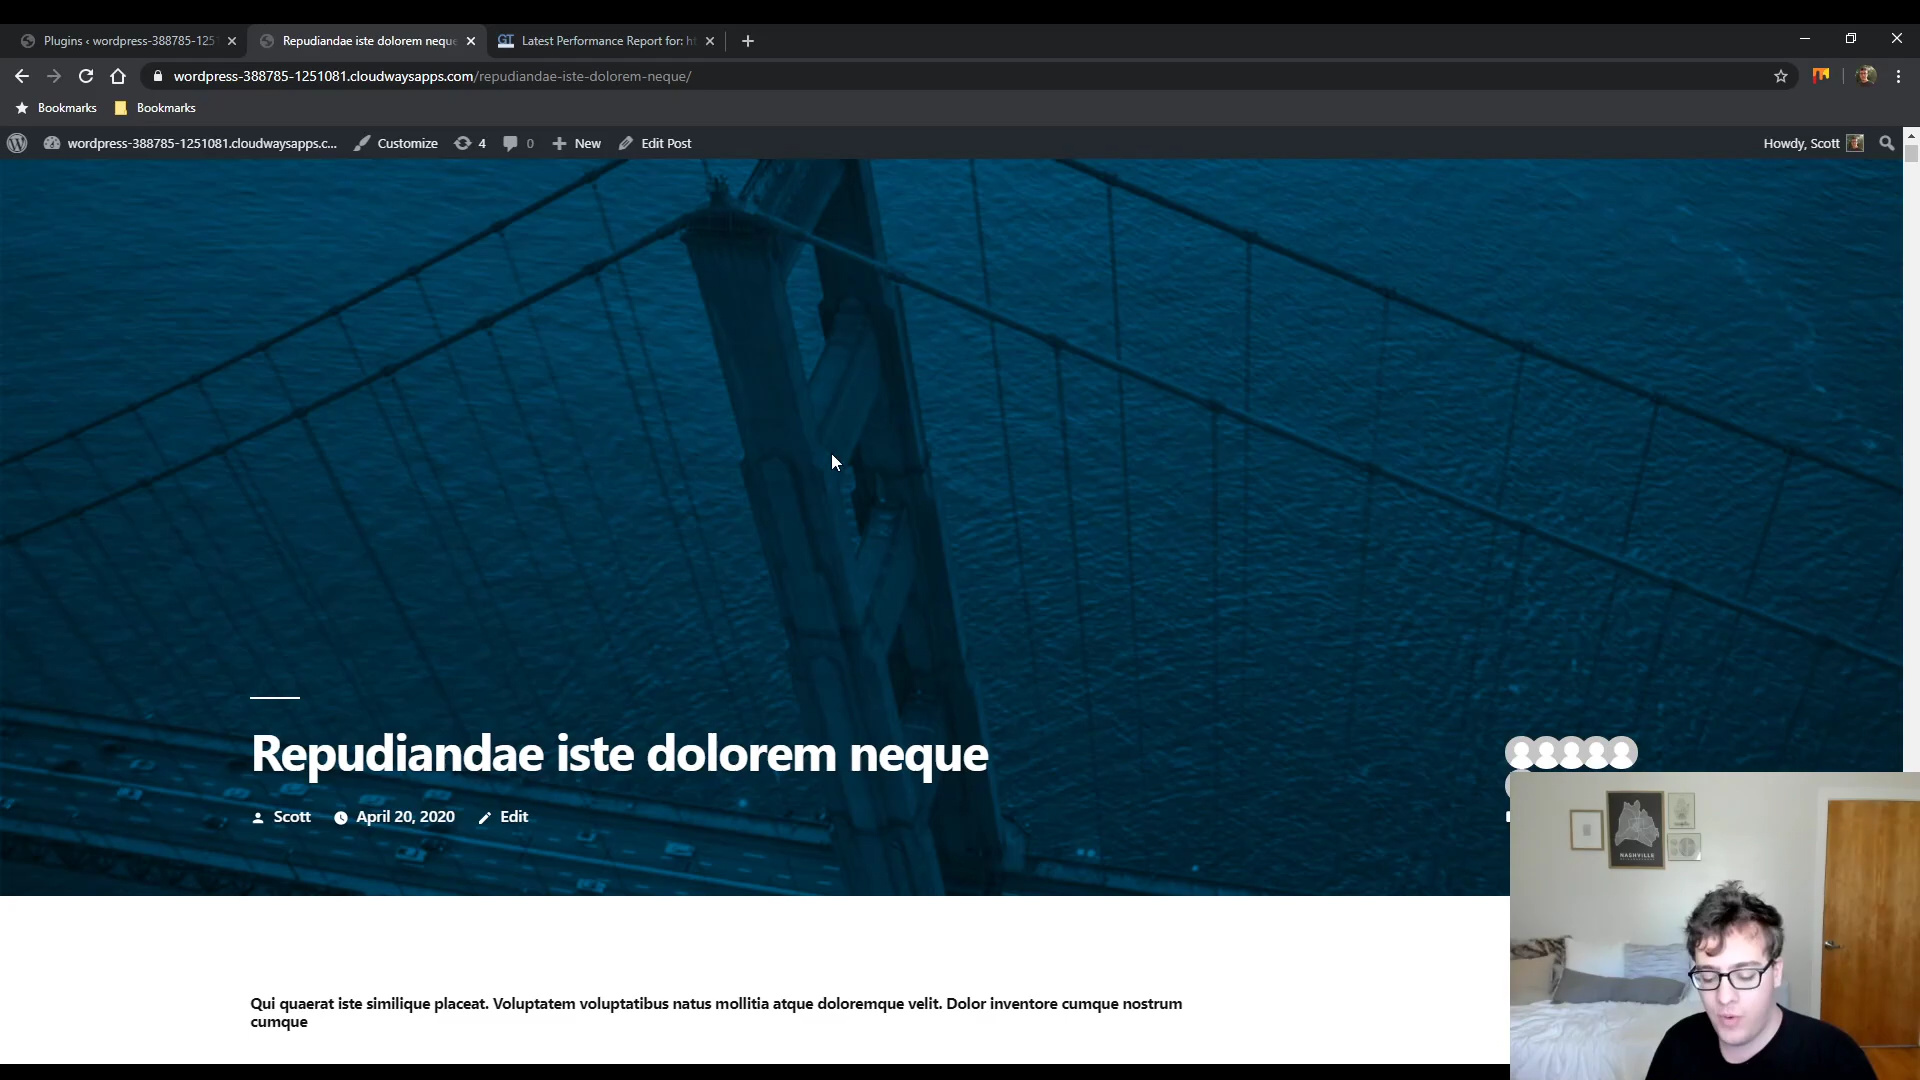 Plugins ‹ wordpress-388785-125
Repudiandae iste dolorem neque
GT Latest Performance Report for: h
wordpress-388785-1251081.cloudwaysapps.com/repudiandae-iste-dolorem-neque/
Bookmarks Bookmarks
wordpress-388785-1251081.cloudwaysapps.c... Customize 4 0 New Edit Post Howdy, Scott
Repudiandae iste dolorem neque
Scott April 20, 2020 Edit
NASHVILLE
Qui quaerat iste similique placeat. Voluptatem voluptatibus natus mollitia atque doloremque velit. Dolor inventore cumque nostrum
cumque